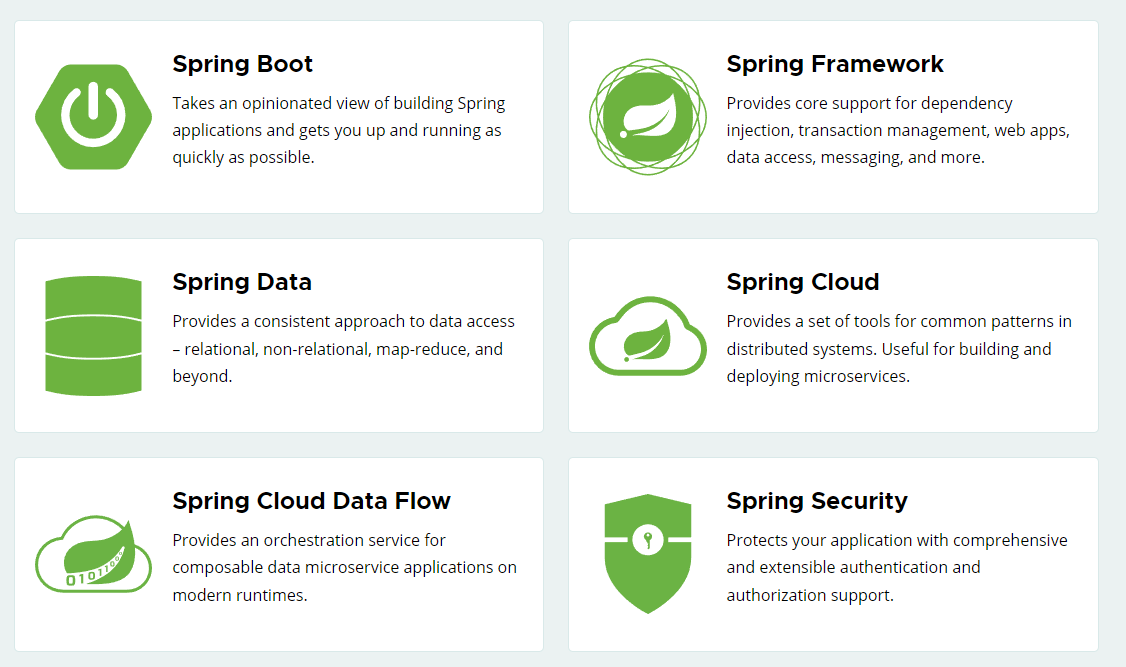 Spring Boot
Takes an opinionated view of building Spring
applications and gets you up and running as
quickly as possible.
Spring Framework
Provides core support for dependency
injection, transaction management, web apps,
data access, messaging, and more.
Spring Data
Provides a consistent approach to data access
– relational, non-relational, map-reduce, and
beyond.
Spring Cloud
Provides a set of tools for common patterns in
distributed systems. Useful for building and
deploying microservices.
Spring Cloud Data Flow
Provides an orchestration service for
composable data microservice applications on
modern runtimes.
Spring Security
Protects your application with comprehensive
and extensible authentication and
authorization support.